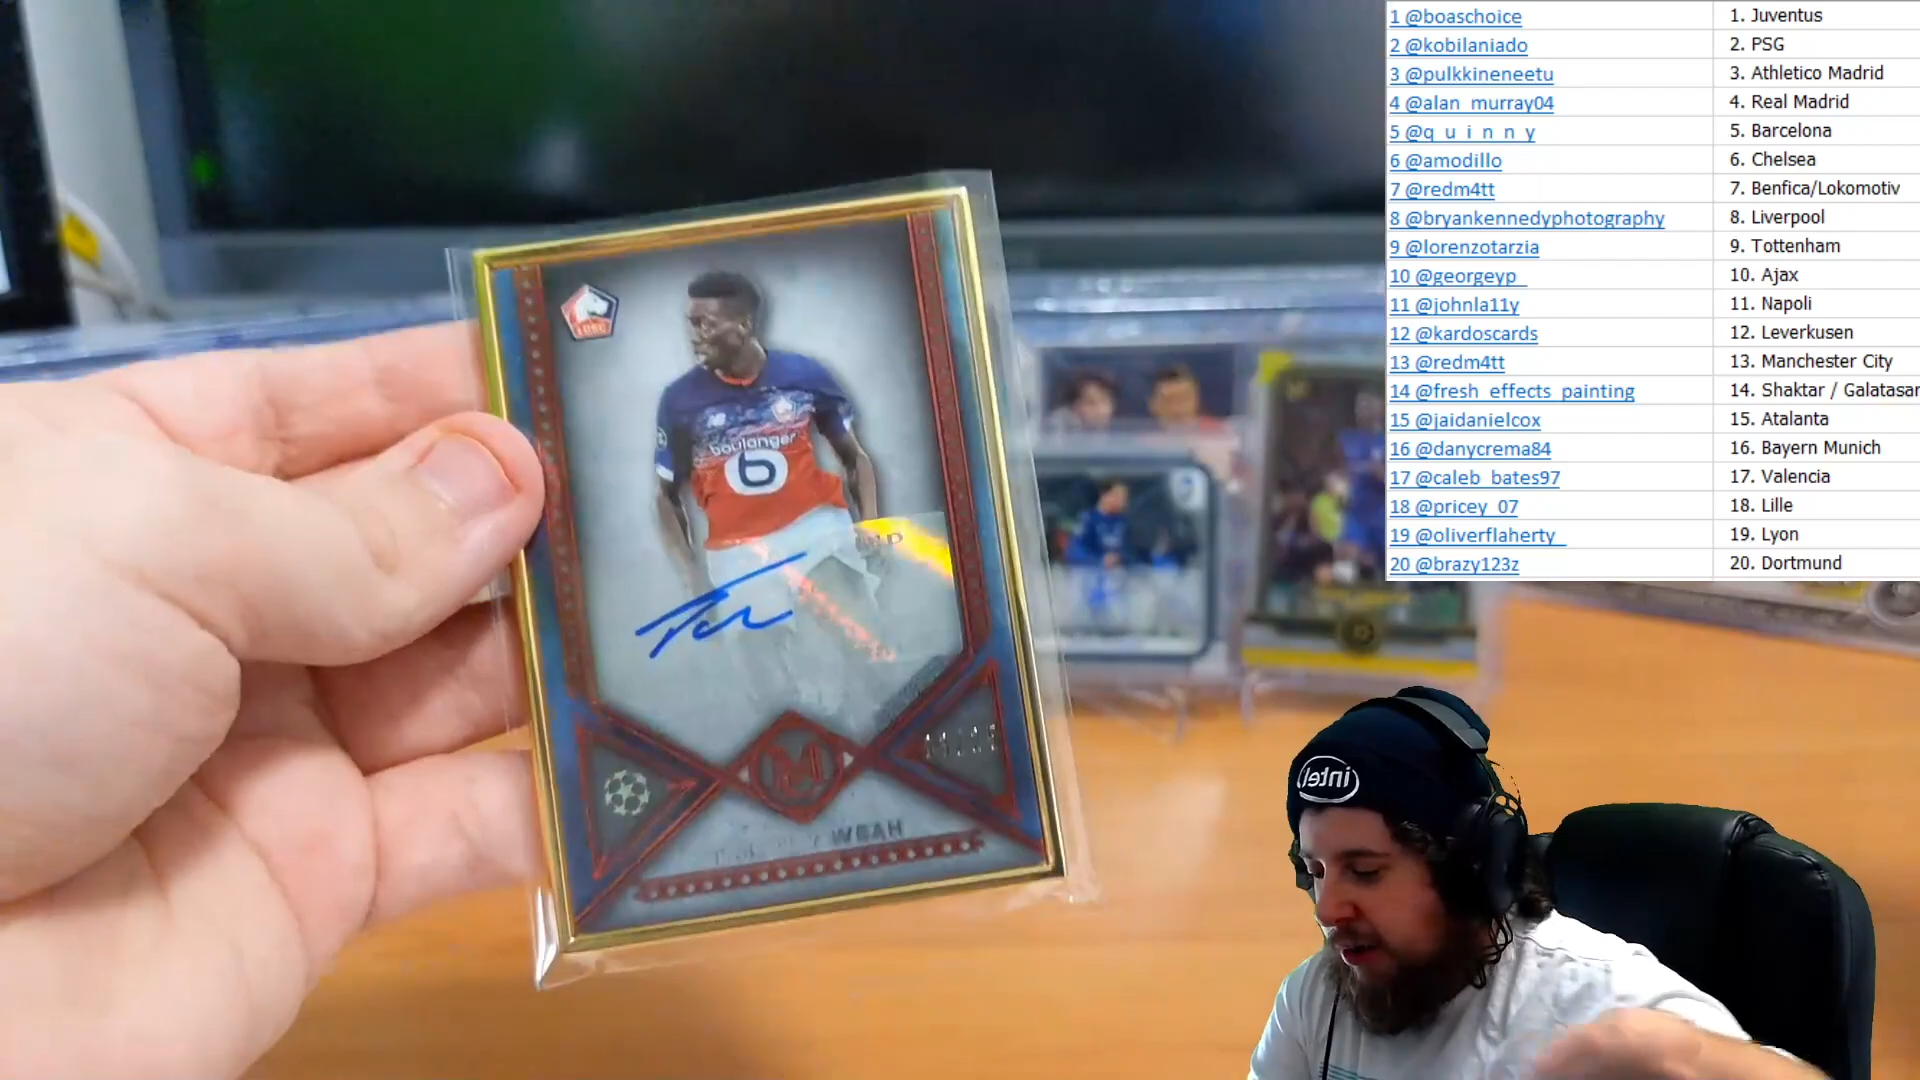 1 @boaschoice 1. Juventus
2 @kobilaniado 2. PSG
3 @pulkkineneetu 3. Athletico Madrid
4 @alan_murray04 4. Real Madrid
5 @q_u_i_n_n_y 5. Barcelona
6 @amodillo 6. Chelsea
7 @redm4tt 7. Benfica/Lokomotiv
8 @bryankennedyphotography 8. Liverpool
9 @lorenzotarzia 9. Tottenham
10 @georgeyp_ 10. Ajax
11 @johnla11y 11. Napoli
12 @kardoscards 12. Leverkusen
13 @redm4tt 13. Manchester City
14 @fresh_effects_painting 14. Shaktar / Galatasar
15 @jaidanielcox 15. Atalanta
16 @danycrema84 16. Bayern Munich
17 @caleb_bates97 17. Valencia
18 @pricey_07 18. Lille
19 @oliverflaherty_ 19. Lyon
20 @brazy123z 20. Dortmund
LOSC
boulanger
6
M
WEAH
intel